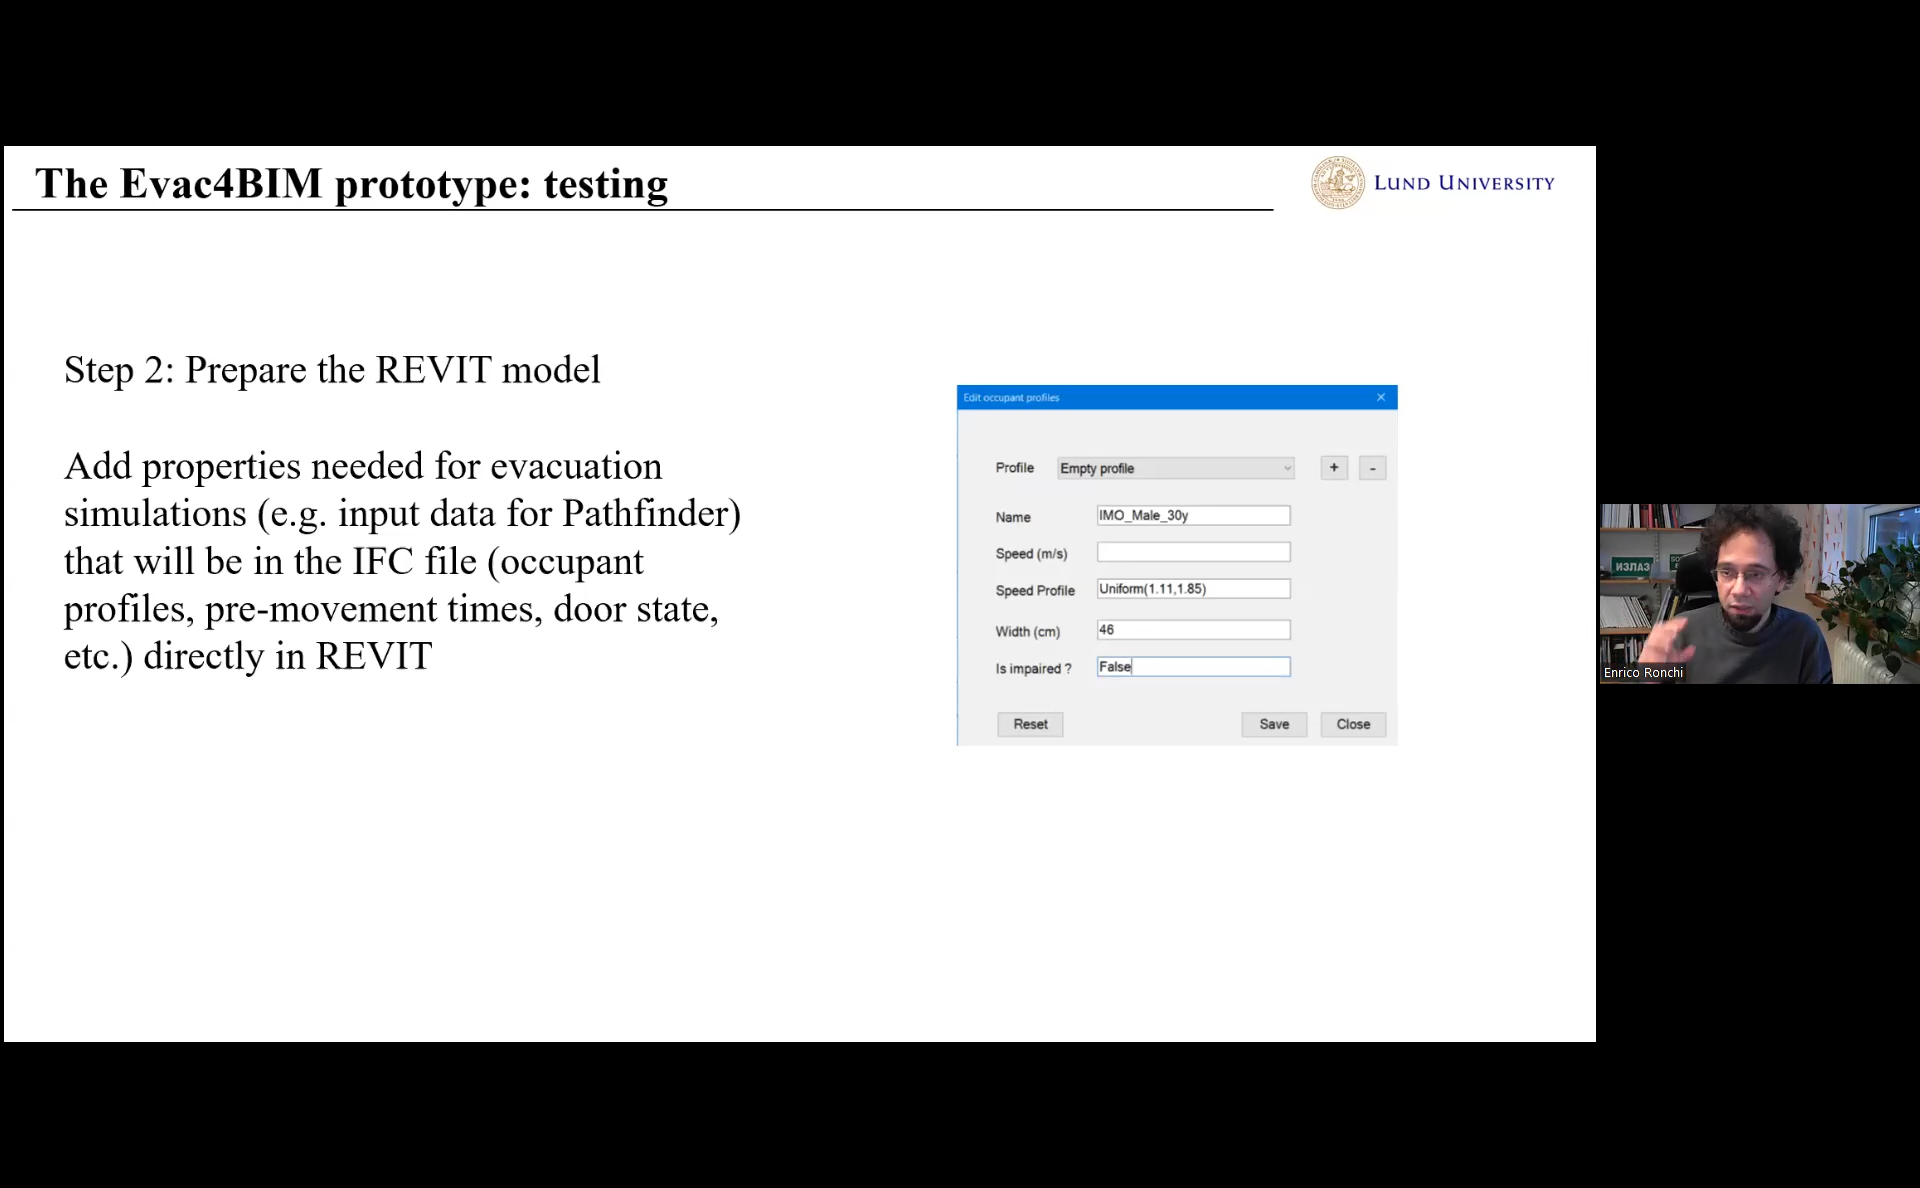 The Evac4BIM prototype: testing
LUND UNIVERSITY
Step 2: Prepare the REVIT model
Add properties needed for evacuation
simulations (e.g. input data for Pathfinder)
that will be in the IFC file (occupant
profiles, pre-movement times, door state,
etc.) directly in REVIT
Edit occupant profiles
Profile Empty profile + -
Name IMO_Male_30y
Speed (m/s)
Speed Profile Uniform(1.11,1.85)
Width (cm) 46
Is impaired ? False
Reset Save Close
ИЗЛАЗ
Enrico Ronchi